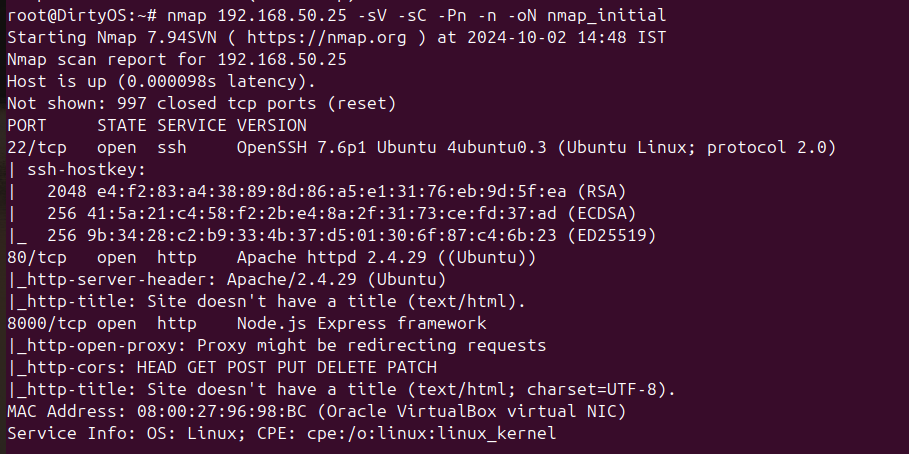 root@DirtyOS:~# nmap 192.168.50.25 -sV -sC -Pn -n -oN nmap_initial
Starting Nmap 7.94SVN ( https://nmap.org ) at 2024-10-02 14:48 IST
Nmap scan report for 192.168.50.25
Host is up (0.000098s latency).
Not shown: 997 closed tcp ports (reset)
PORT     STATE SERVICE VERSION
22/tcp   open  ssh     OpenSSH 7.6p1 Ubuntu 4ubuntu0.3 (Ubuntu Linux; protocol 2.0)
| ssh-hostkey:
|   2048 e4:f2:83:a4:38:89:8d:86:a5:e1:31:76:eb:9d:5f:ea (RSA)
|   256 41:5a:21:c4:58:f2:2b:e4:8a:2f:31:73:ce:fd:37:ad (ECDSA)
|_  256 9b:34:28:c2:b9:33:4b:37:d5:01:30:6f:87:c4:6b:23 (ED25519)
80/tcp   open  http    Apache httpd 2.4.29 ((Ubuntu))
|_http-server-header: Apache/2.4.29 (Ubuntu)
|_http-title: Site doesn't have a title (text/html).
8000/tcp open  http    Node.js Express framework
|_http-open-proxy: Proxy might be redirecting requests
|_http-cors: HEAD GET POST PUT DELETE PATCH
|_http-title: Site doesn't have a title (text/html; charset=UTF-8).
MAC Address: 08:00:27:96:98:BC (Oracle VirtualBox virtual NIC)
Service Info: OS: Linux; CPE: cpe:/o:linux:linux_kernel